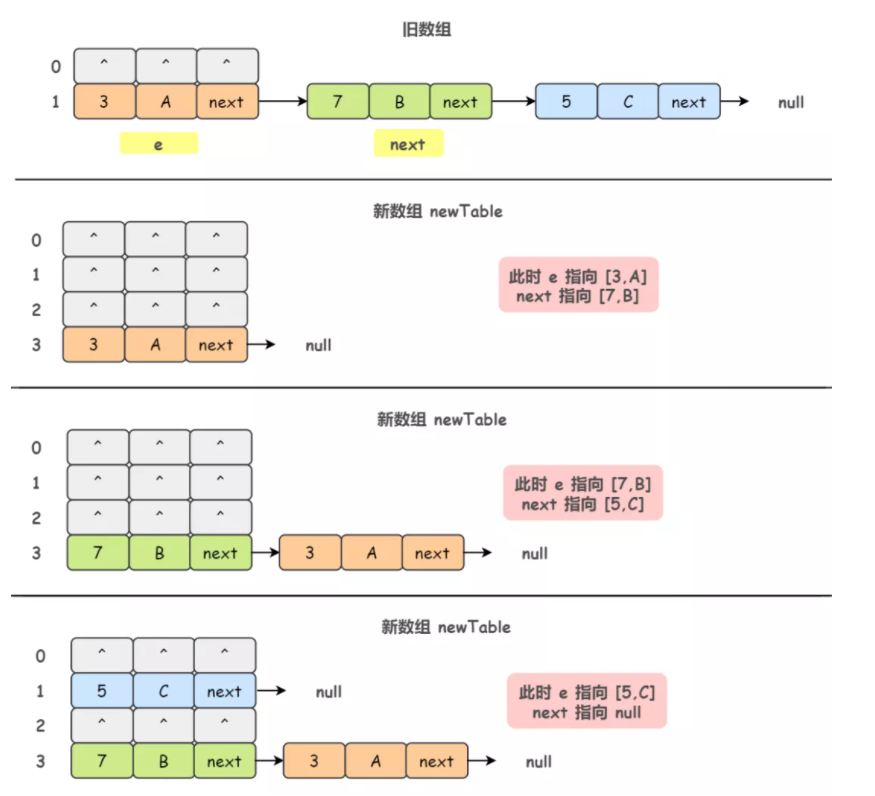 旧数组
0 ^ ^ ^
1 3 A next 7 B next 5 C next null
e next
新数组 newTable
0 ^ ^ ^
1 ^ ^ ^
2 ^ ^ ^
3 3 A next null
此时 e 指向 [3,A]
next 指向 [7,B]
新数组 newTable
0 ^ ^ ^
1 ^ ^ ^
2 ^ ^ ^
3 7 B next 3 A next null
此时 e 指向 [7,B]
next 指向 [5,C]
新数组 newTable
0 ^ ^ ^
1 5 C next null
2 ^ ^ ^
3 7 B next 3 A next null
此时 e 指向 [5,C]
next 指向 null